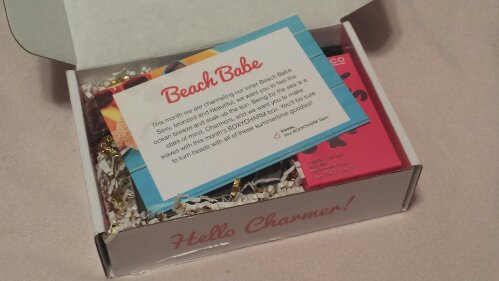 Beach Babe
This month we are channeling our inner Beach Babe.
Sexy, bronzed and beautiful, we want you to feel the
ocean breeze and soak up the sun. Being by the sea is a
state of mind, Charmers, and we want you to make
waves with this month's BOXYCHARM box. You'll be sure
to turn heads with all of these summertime goodies!
CO
Hello Charmer!